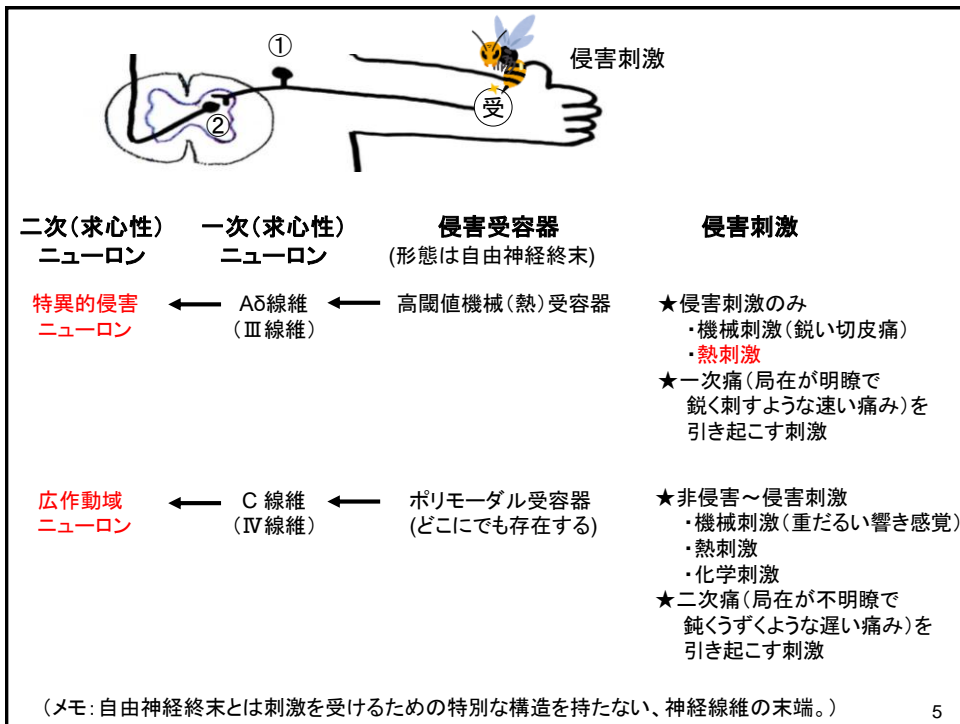 ①
侵害刺激
受
②
二次(求心性)
ニューロン
一次(求心性)
ニューロン
侵害受容器
(形態は自由神経終末)
侵害刺激
特異的侵害
ニューロン
Aδ線維
(Ⅲ線維)
高閾値機械(熱)受容器
★侵害刺激のみ
・機械刺激(鋭い切皮痛)
・熱刺激
★一次痛(局在が明瞭で
鋭く刺すような速い痛み)を
引き起こす刺激
広作動域
ニューロン
C 線維
(Ⅳ線維)
ポリモーダル受容器
(どこにでも存在する)
★非侵害~侵害刺激
・機械刺激(重だるい響き感覚)
・熱刺激
・化学刺激
★二次痛(局在が不明瞭で
鈍くうずくような遅い痛み)を
引き起こす刺激
(メモ:自由神経終末とは刺激を受けるための特別な構造を持たない、神経線維の末端。)
5